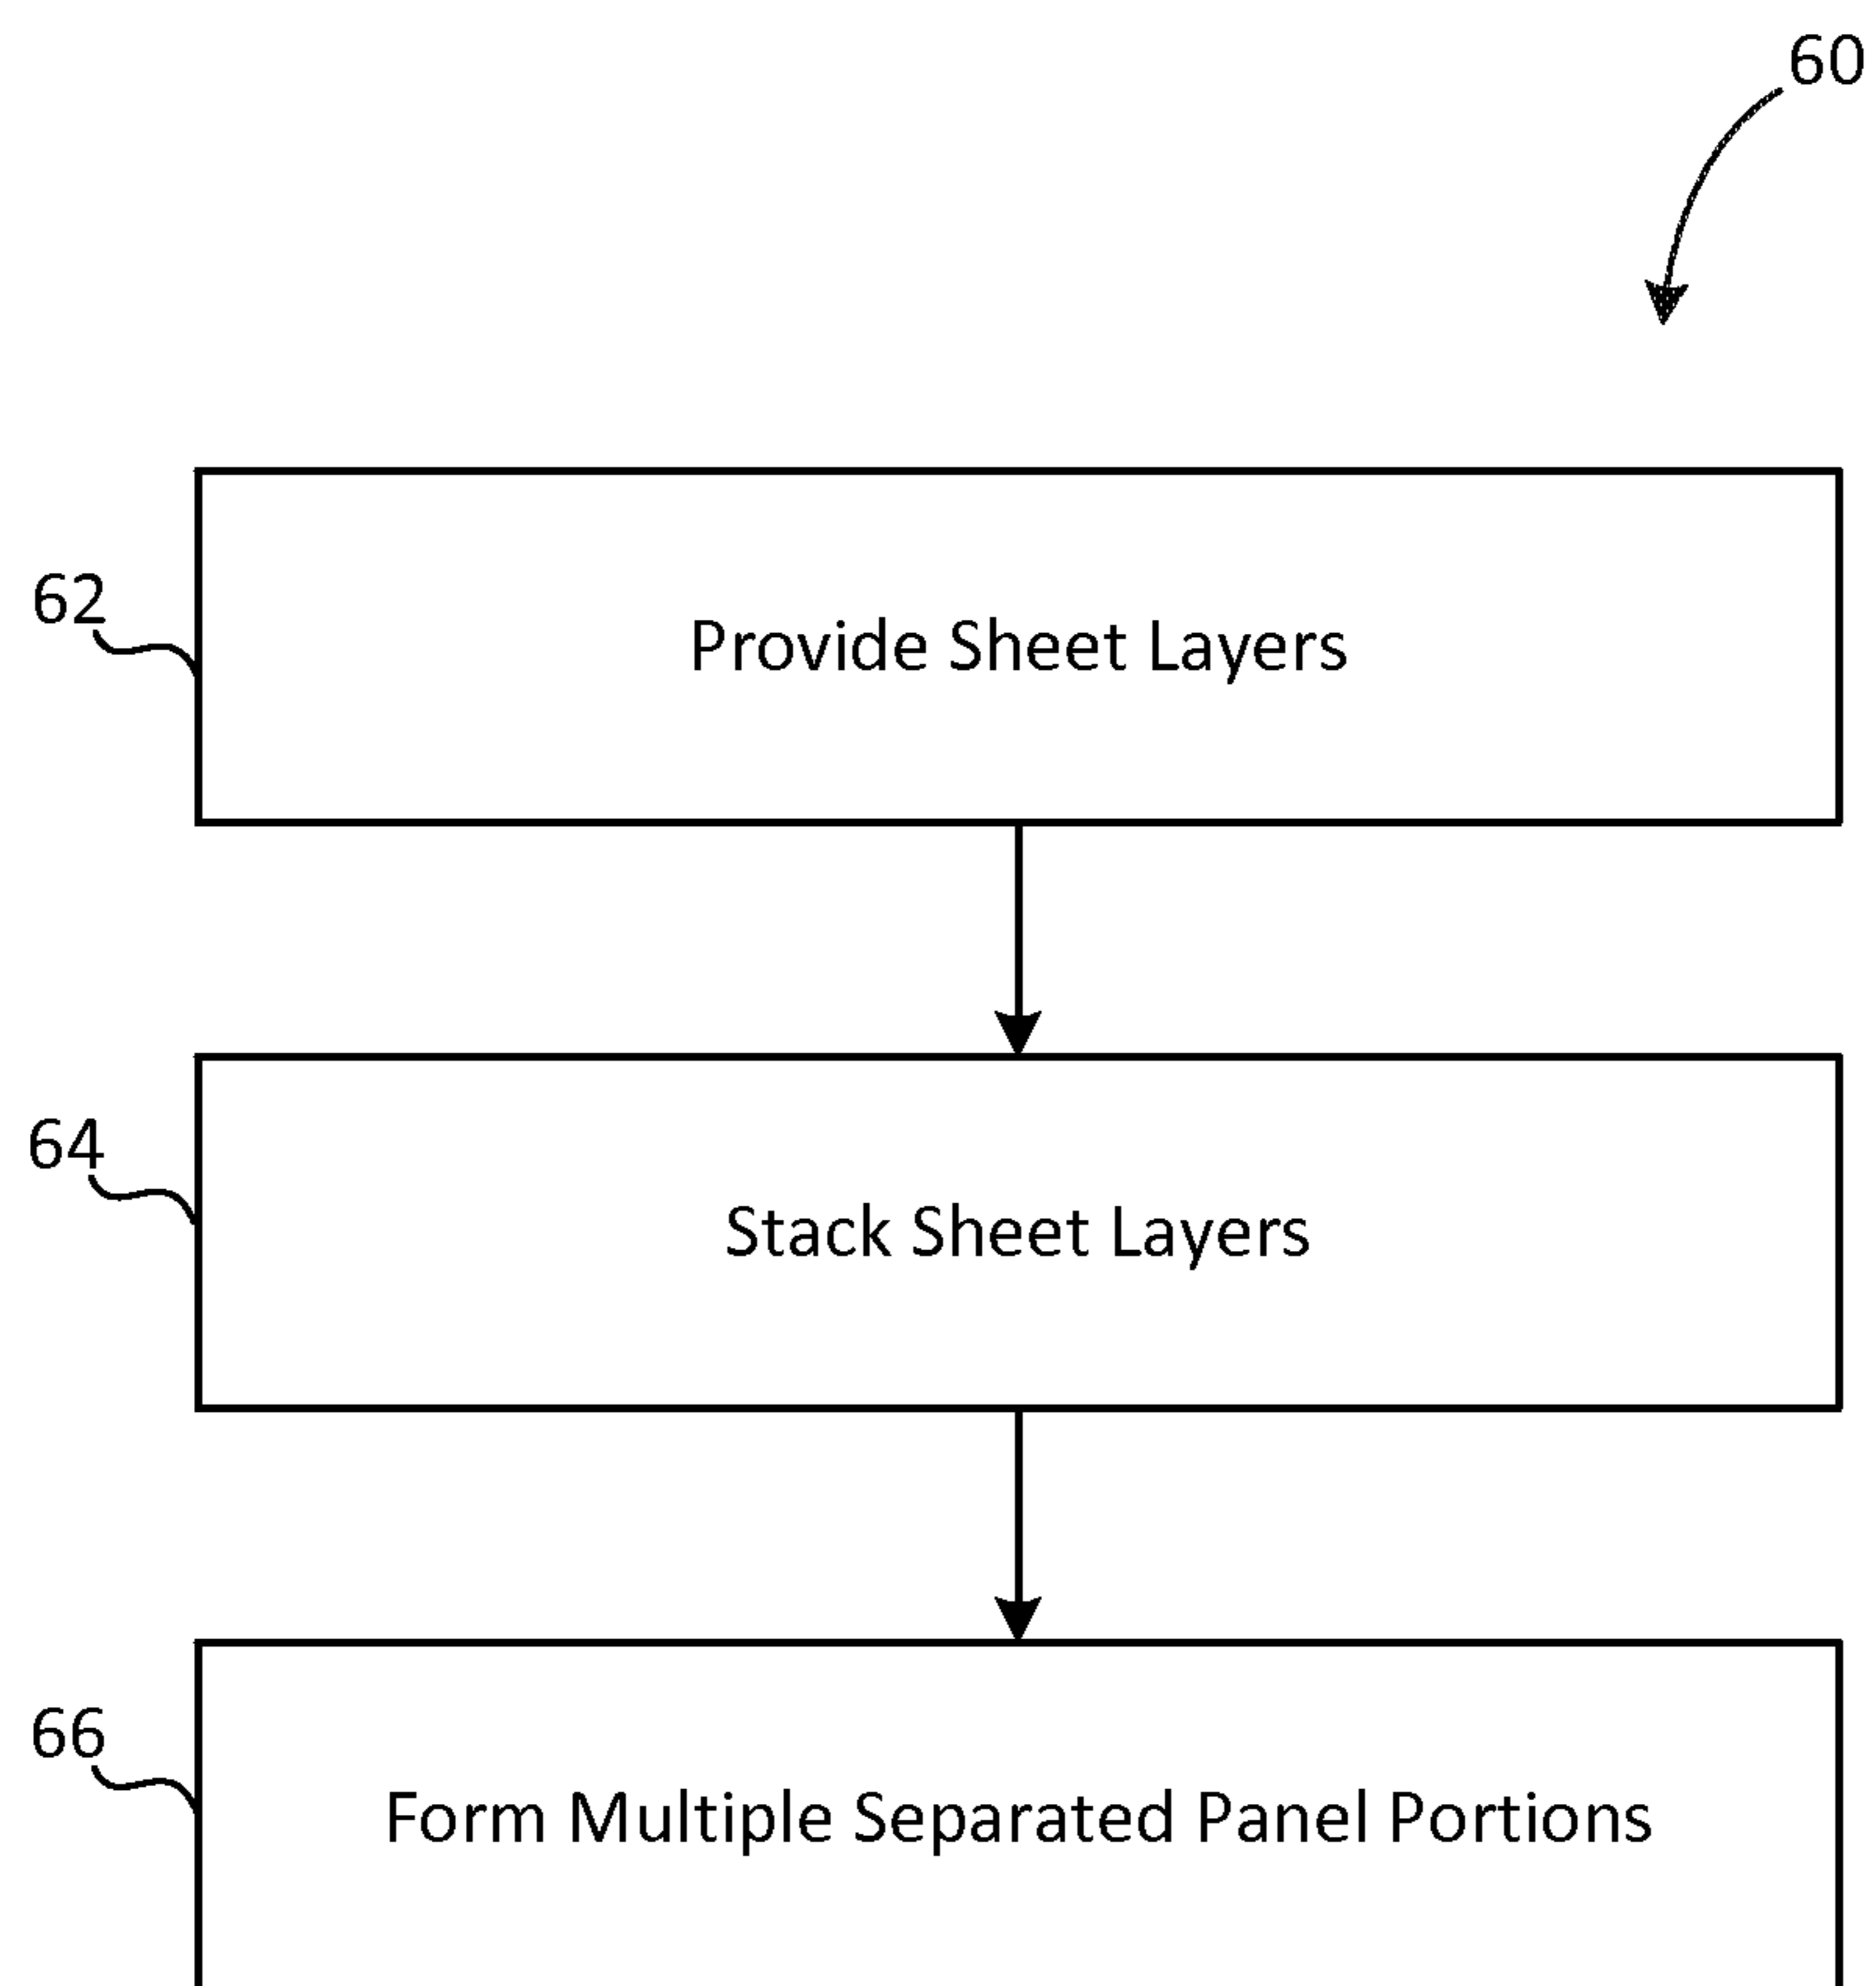 60
62
Provide Sheet Layers
64
Stack Sheet Layers
66
Form Multiple Separated Panel Portions